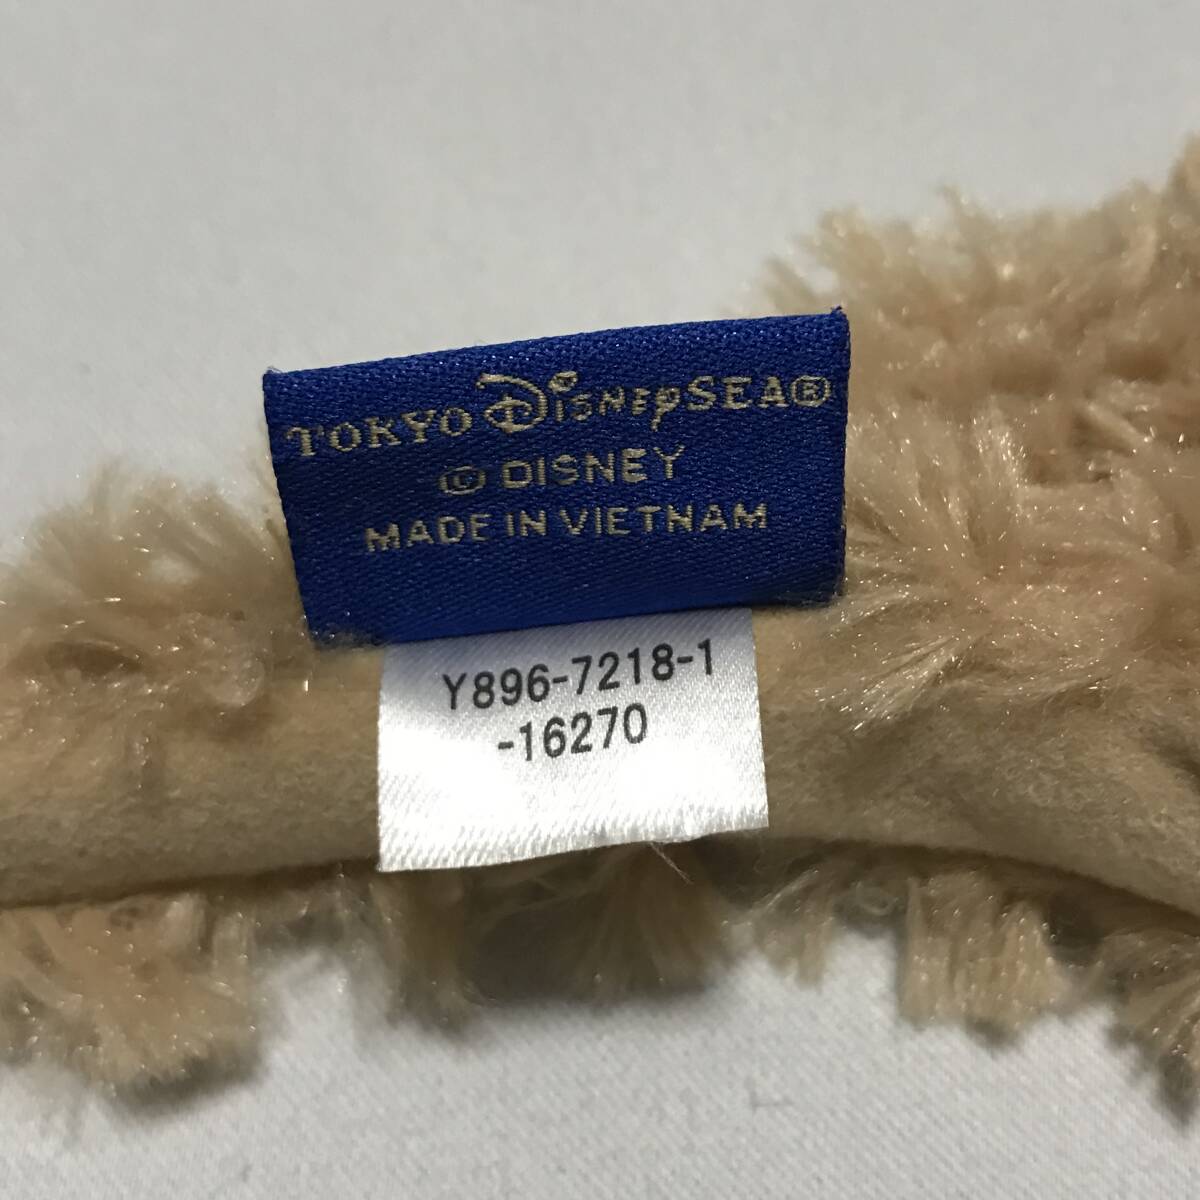 TOKYO DISNEYSEA®
© DISNEY
MADE IN VIETNAM
Y896-7218-1
-16270